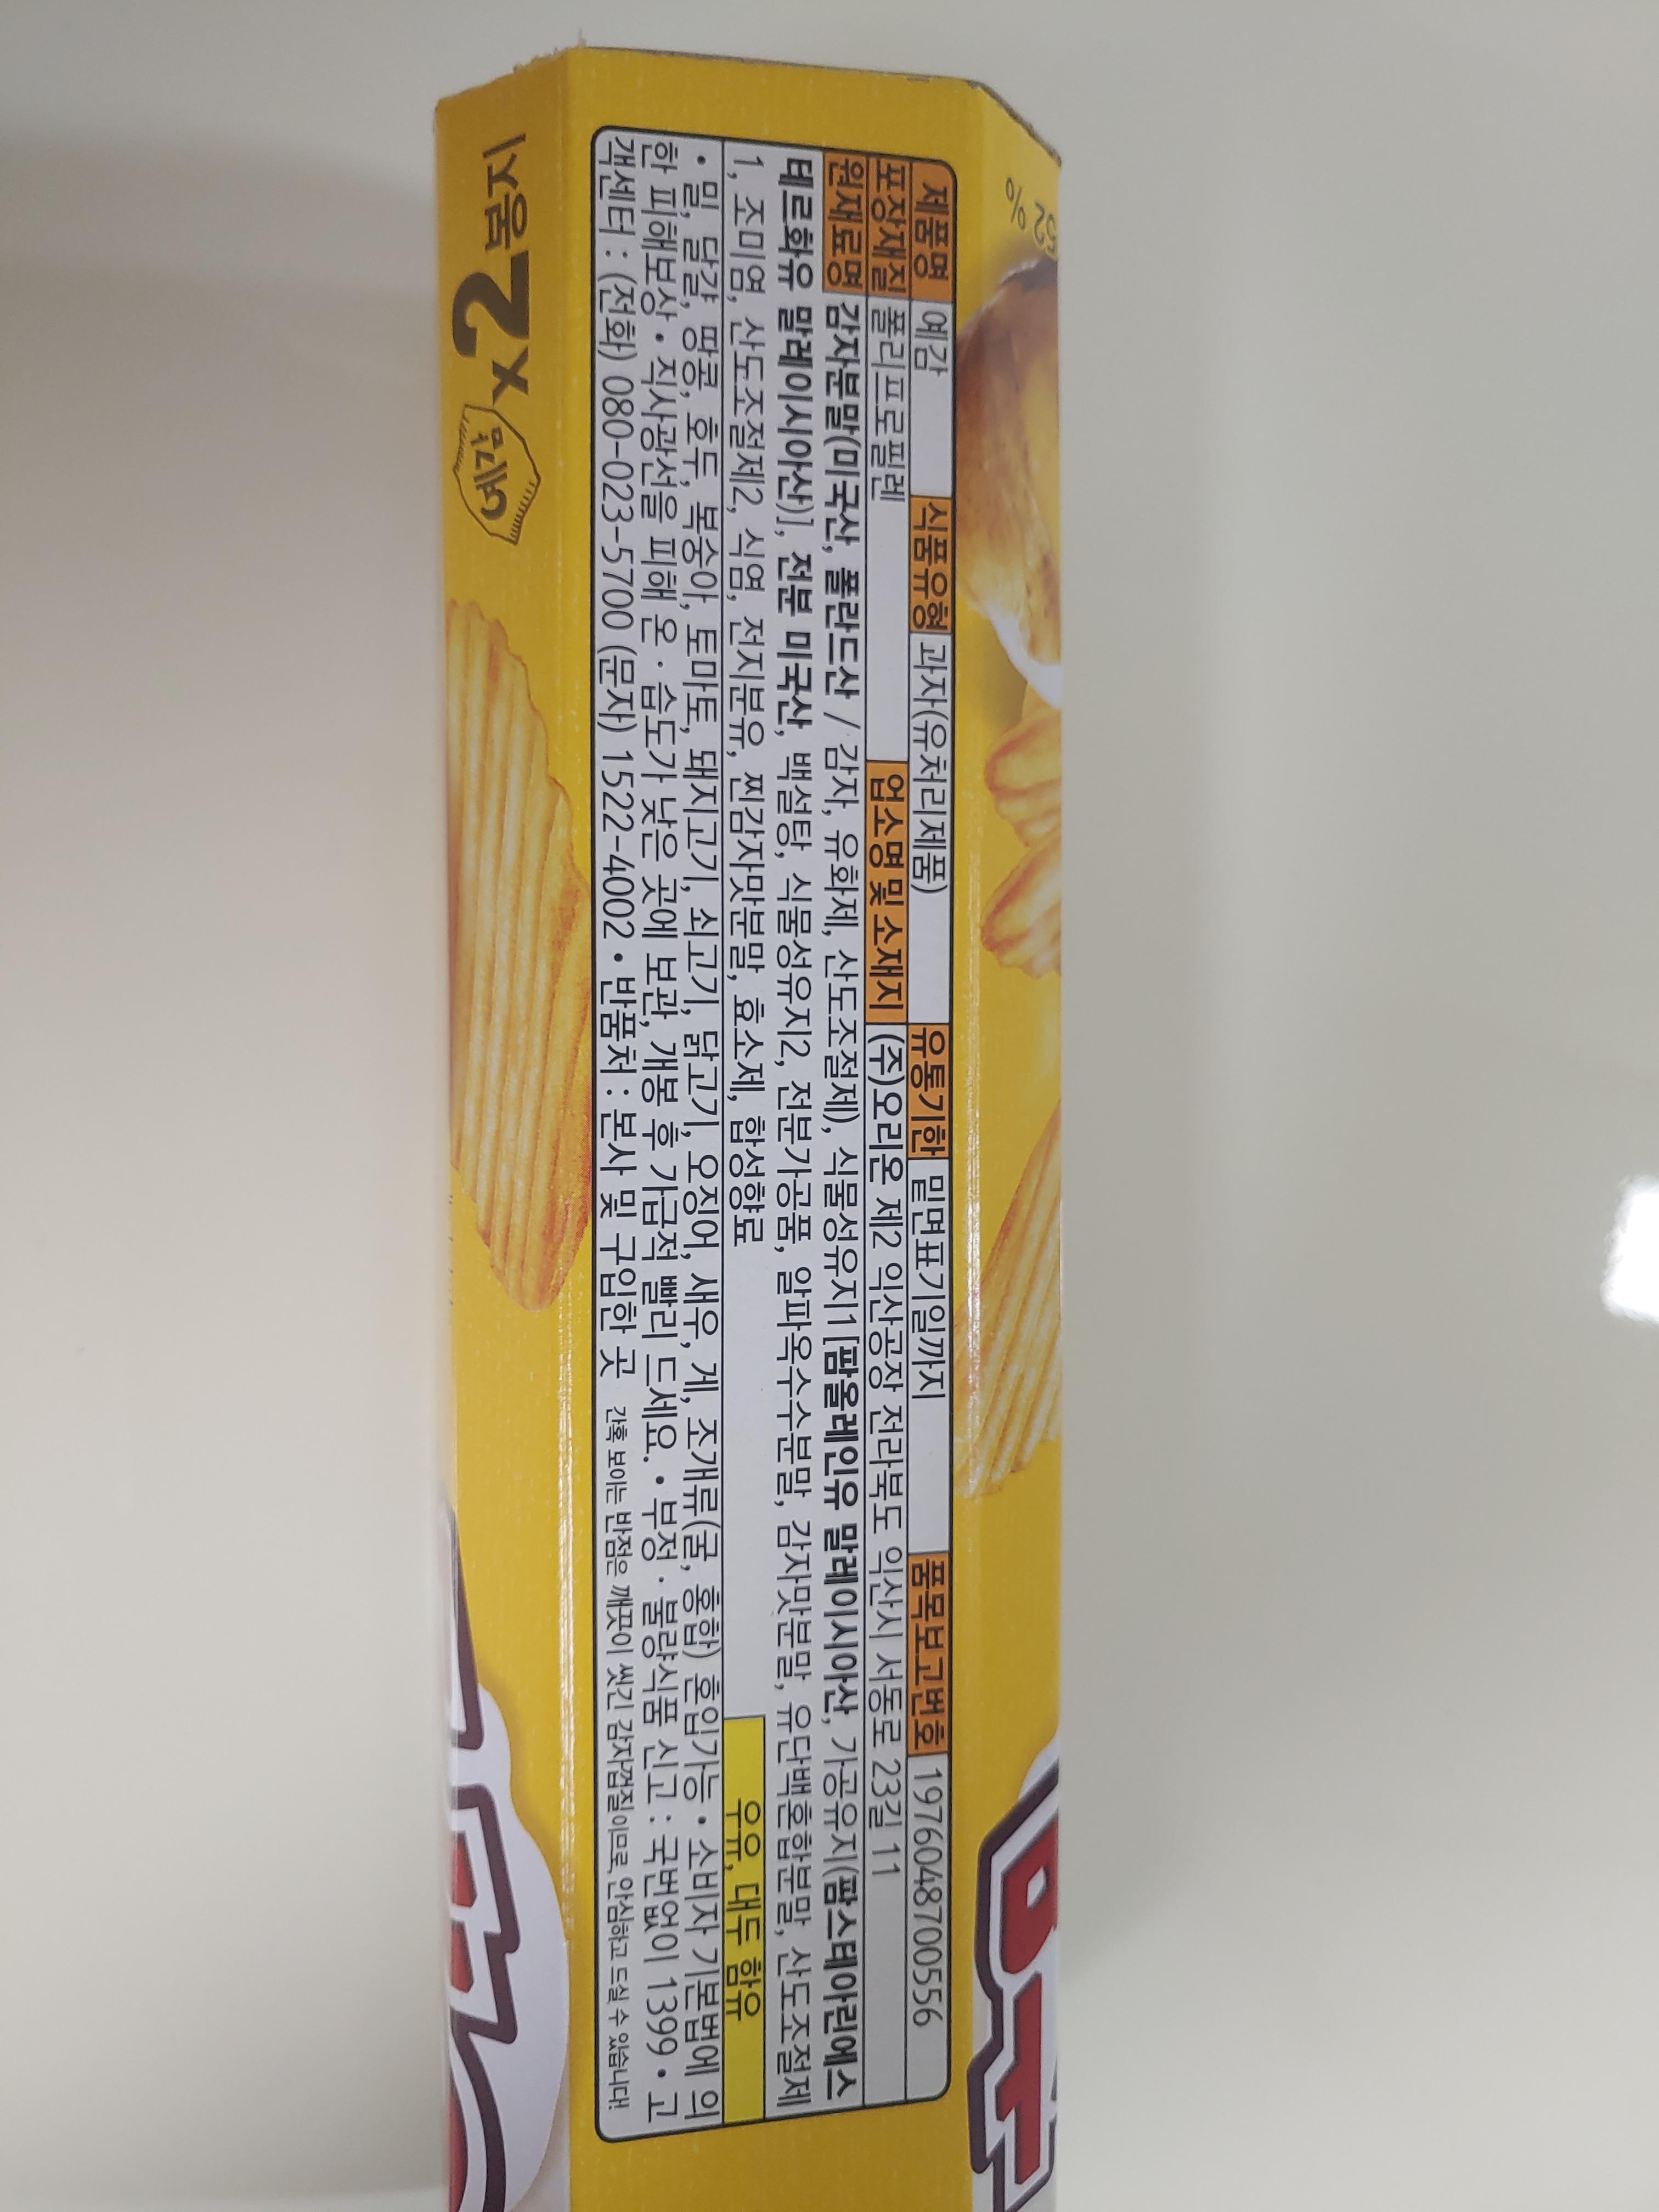 제품명 예감 식품유형 과자(유처리제품) 유통기한 밑면표기일까지 품목보고번호 1976048700556
포장재질 폴리프로필렌 업소명 및 소재지 (주)오리온 제2 익산공장 전라북도 익산시 서동로 23길 11
원재료명 감자분말(미국산, 폴란드산 / 감자, 유화제, 산도조절제), 식물성유지1[팜올레인유 말레이시아산, 가공유지(팜스테아린에스
테르화유 말레이시아산)], 전분 미국산, 백설탕, 식물성유지2, 전분가공품, 알파옥수수분말, 감자맛분말, 유단백혼합분말, 산도조절제
1, 조미염, 산도조절제2, 식염, 전지분유, 찐감자맛분말, 효소제, 합성향료
우유, 대두 함유
• 밀, 달걀, 땅콩, 호두, 복숭아, 토마토, 돼지고기, 쇠고기, 닭고기, 오징어, 새우, 게, 조개류(굴, 홍합) 혼입가능 • 소비자 기본법에 의
한 피해보상 • 직사광선을 피해 온·습도가 낮은 곳에 보관, 개봉 후 가급적 빨리 드세요. • 부정·불량식품 신고 : 국번없이 1399 • 고
객센터 : (전화) 080-023-5700 (문자) 1522-4002 • 반품처 : 본사 및 구입한 곳 간혹 보이는 반점은 깨끗이 씻긴 감자껍질이므로, 안심하고 드실 수 있습니다!
x2봉지
52 %